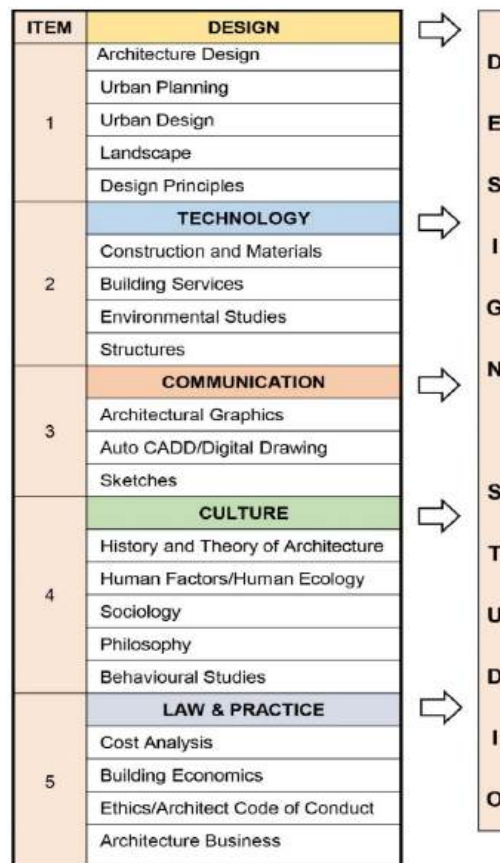 ITEM DESIGN
1
Architecture Design
Urban Planning
Urban Design
Landscape
Design Principles
2
TECHNOLOGY
Construction and Materials
Building Services
Environmental Studies
Structures
3
COMMUNICATION
Architectural Graphics
Auto CADD/Digital Drawing
Sketches
4
CULTURE
History and Theory of Architecture
Human Factors/Human Ecology
Sociology
Philosophy
Behavioural Studies
5
LAW & PRACTICE
Cost Analysis
Building Economics
Ethics/Architect Code of Conduct
Architecture Business
D
E
S
I
G
N
S
T
U
D
I
O